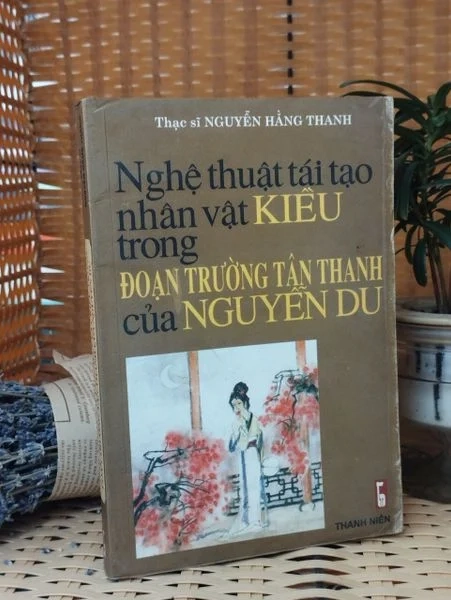 Thạc sĩ NGUYỄN HẰNG THANH
Nghệ thuật tái tạo
nhân vật KIỀU
trong
ĐOẠN TRƯỜNG TÂN THANH
của NGUYỄN DU
THANH NIÊN